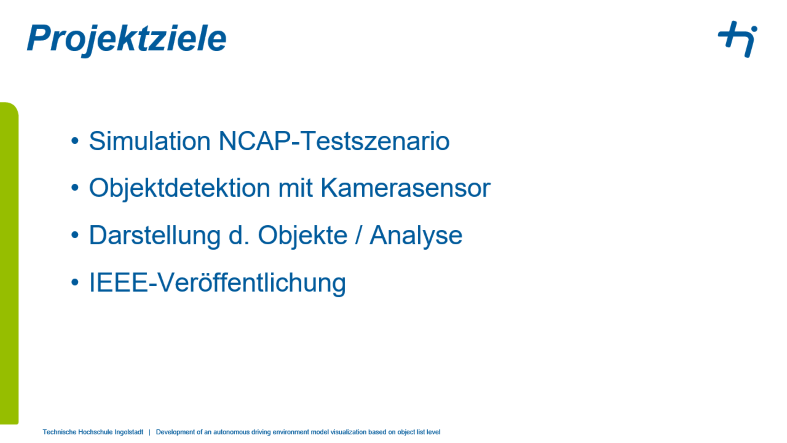 Projektziele
• Simulation NCAP-Testszenario
• Objektdetektion mit Kamerasensor
• Darstellung d. Objekte / Analyse
• IEEE-Veröffentlichung
Technische Hochschule Ingolstadt | Development of an autonomous driving environment model visualization based on object list level